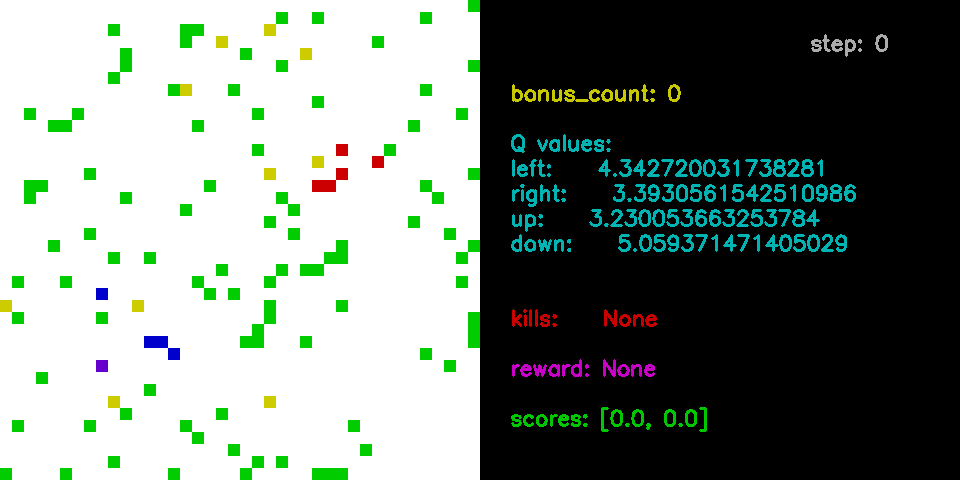 step: 0
bonus_count: 0
Q values:
left: 4.342720031738281
right: 3.3930561542510986
up: 3.230053663253784
down: 5.059371471405029
kills: None
reward: None
scores: [0.0, 0.0]